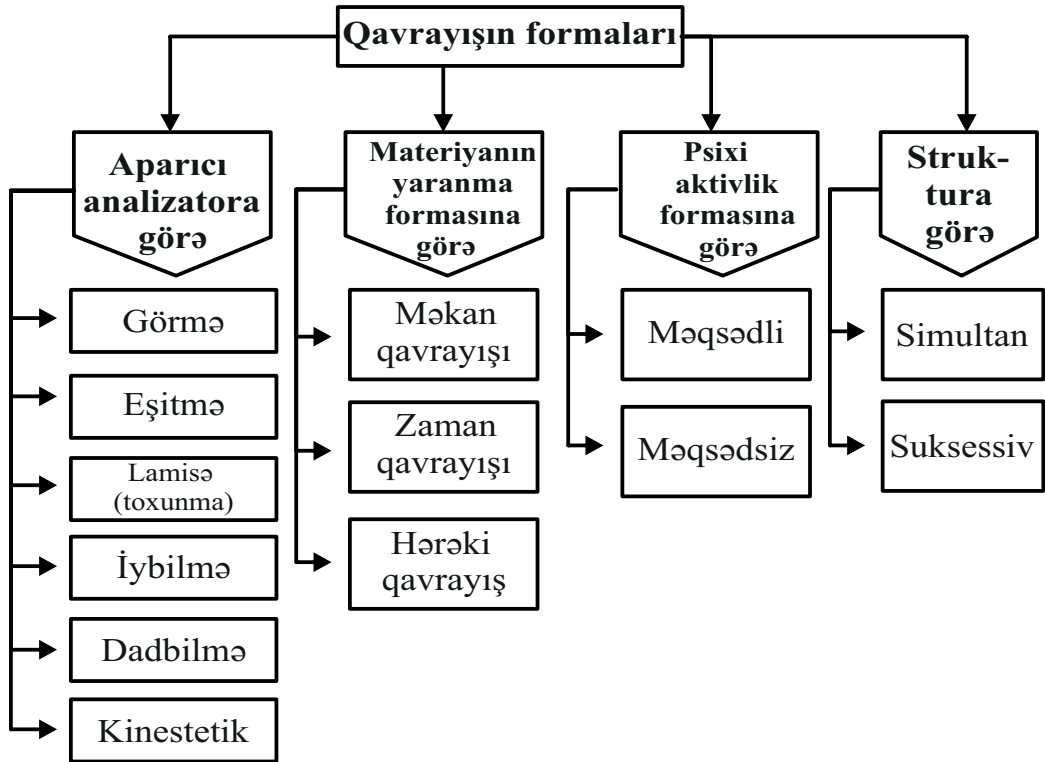 Qavrayışın formaları
Aparıcı
analizatora
görə
Görmə
Eşitmə
Lamisə
(toxunma)
İybilmə
Dadbilmə
Kinestetik
Materiyanın
yaranma
formasına
görə
Məkan
qavrayışı
Zaman
qavrayışı
Hərəki
qavrayış
Psixi
aktivlik
formasına
görə
Məqsədli
Məqsədsiz
Struk-
tura
görə
Simultan
Suksessiv